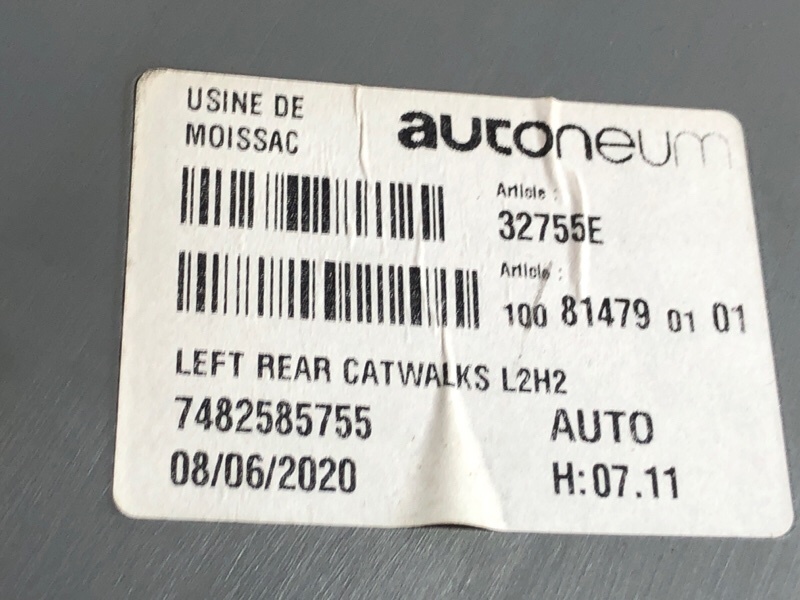 USINE DE
MOISSAC
autoneum
Article :
32755E
Article :
100 81479 01 01
LEFT REAR CATWALKS L2H2
7482585755
AUTO
08/06/2020
H:07.11